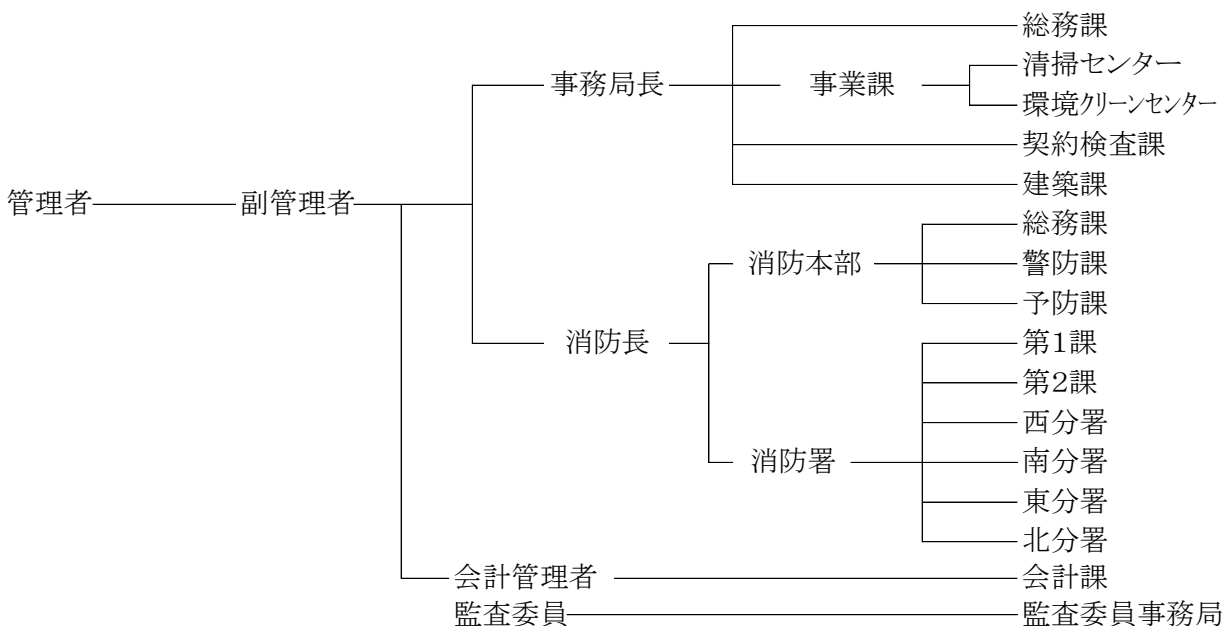 総務課
清掃センター
事務局長
事業課
環境クリーンセンター
契約検査課
建築課
管理者
副管理者
総務課
消防本部
警防課
予防課
消防長
第1課
第2課
西分署
消防署
南分署
東分署
北分署
会計管理者
会計課
監査委員
監査委員事務局